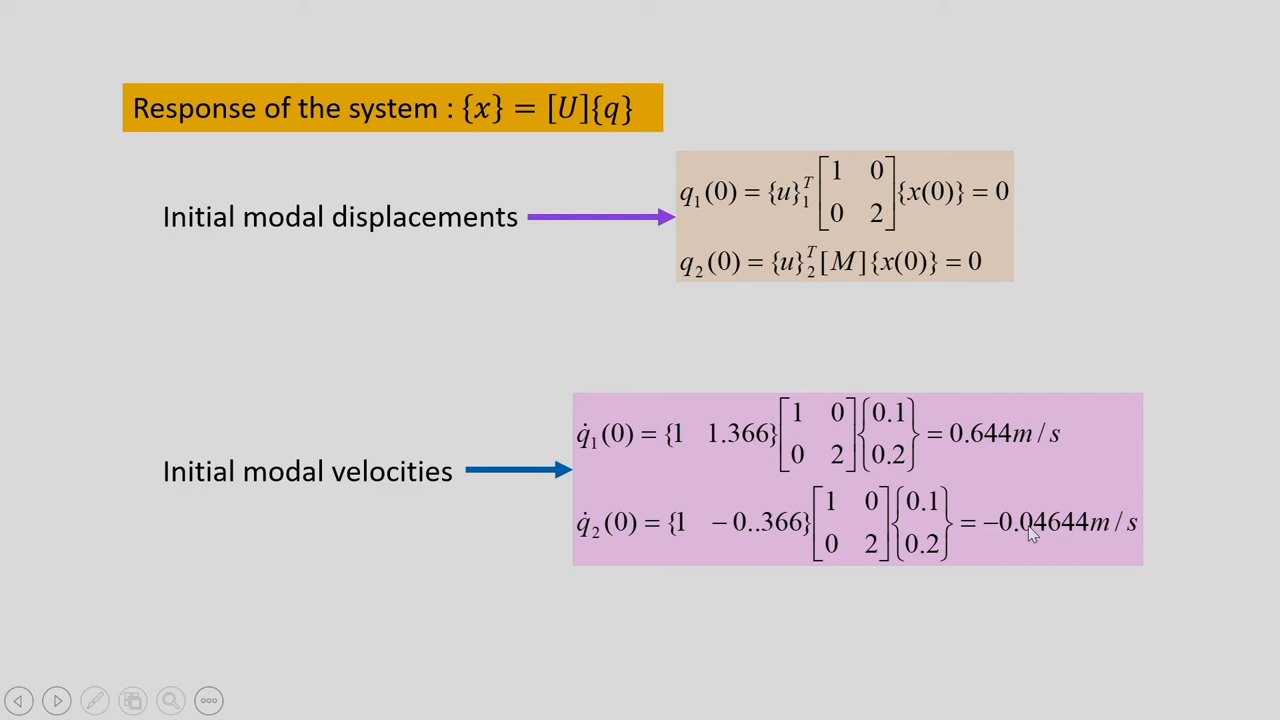 Response of the system : {x} = [U]{q}
Initial modal displacements
q₁(0) = {u}₁ᵀ [1 0; 0 2] {x(0)} = 0
q₂(0) = {u}₂ᵀ [M]{x(0)} = 0
Initial modal velocities
q̇₁(0) = {1 1.366} [1 0; 0 2] {0.1; 0.2} = 0.644m / s
q̇₂(0) = {1 −0..366} [1 0; 0 2] {0.1; 0.2} = −0.04644m / s